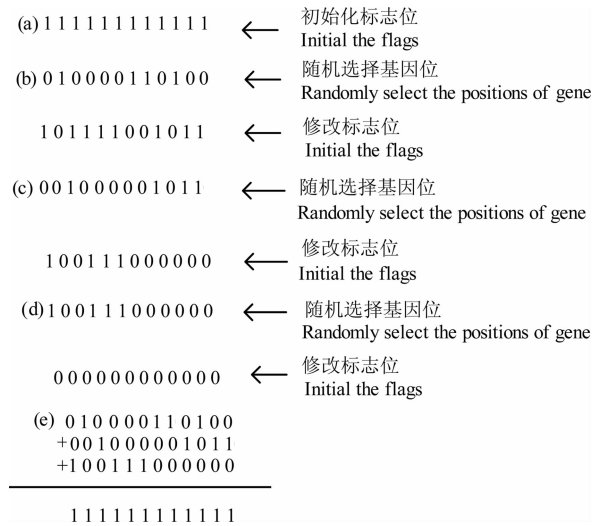 (a) 1 1 1 1 1 1 1 1 1 1 1 1 初始化标志位
Initial the flags
(b) 0 1 0 0 0 0 1 1 0 1 0 0 随机选择基因位
Randomly select the positions of gene
1 0 1 1 1 1 0 0 1 0 1 1 修改标志位
Initial the flags
(c) 0 0 1 0 0 0 0 0 1 0 1 1 随机选择基因位
Randomly select the positions of gene
1 0 0 1 1 1 0 0 0 0 0 0 修改标志位
Initial the flags
(d) 1 0 0 1 1 1 0 0 0 0 0 0 随机选择基因位
Randomly select the positions of gene
0 0 0 0 0 0 0 0 0 0 0 0 修改标志位
Initial the flags
(e) 0 1 0 0 0 0 1 1 0 1 0 0
+0 0 1 0 0 0 0 0 1 0 1 1
+1 0 0 1 1 1 0 0 0 0 0 0
1 1 1 1 1 1 1 1 1 1 1 1